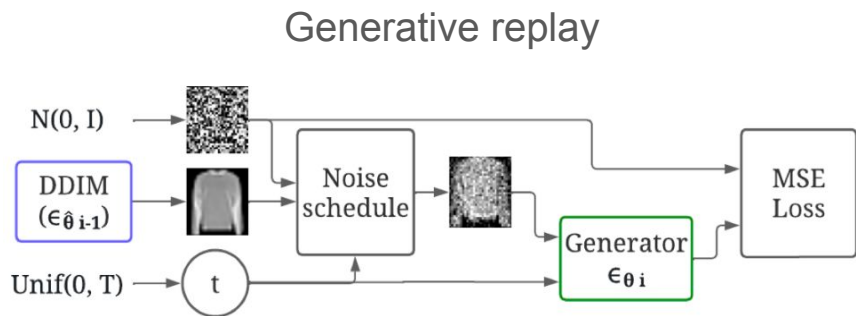 Generative replay
N(0, I)
DDIM
(ϵθ̂ i-1)
Unif(0, T)
t
Noise
schedule
Generator
ϵθ i
MSE
Loss